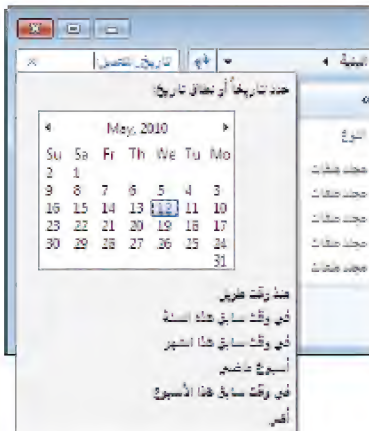 البنية
تاريخ التعديل:
حدد تاريخاً أو نطاق تاريخ:
النوع
May, 2010
Su Sa Fr Th We Tu Mo
2 1
9 8 7 6 5 4 3
16 15 14 13 12 11 10
23 22 21 20 19 18 17
30 29 28 27 26 25 24
31
مجلد ملفات
مجلد ملفات
مجلد ملفات
مجلد ملفات
مجلد ملفات
منذ وقت طويل
في وقت سابق هذه السنة
في وقت سابق هذا الشهر
أسبوع ماضي
في وقت سابق هذا الأسبوع
أمس